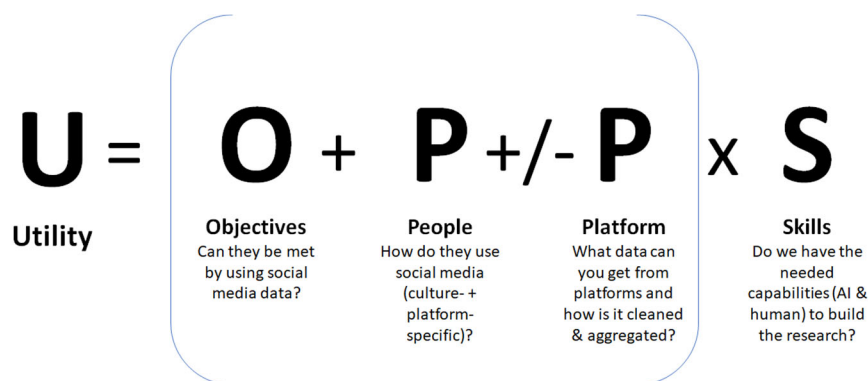 U = O + P +/- P x S
Utility
Objectives
Can they be met
by using social
media data?
People
How do they use
social media
(culture- +
platform-
specific)?
Platform
What data can
you get from
platforms and
how is it cleaned
& aggregated?
Skills
Do we have the
needed
capabilities (AI &
human) to build
the research?